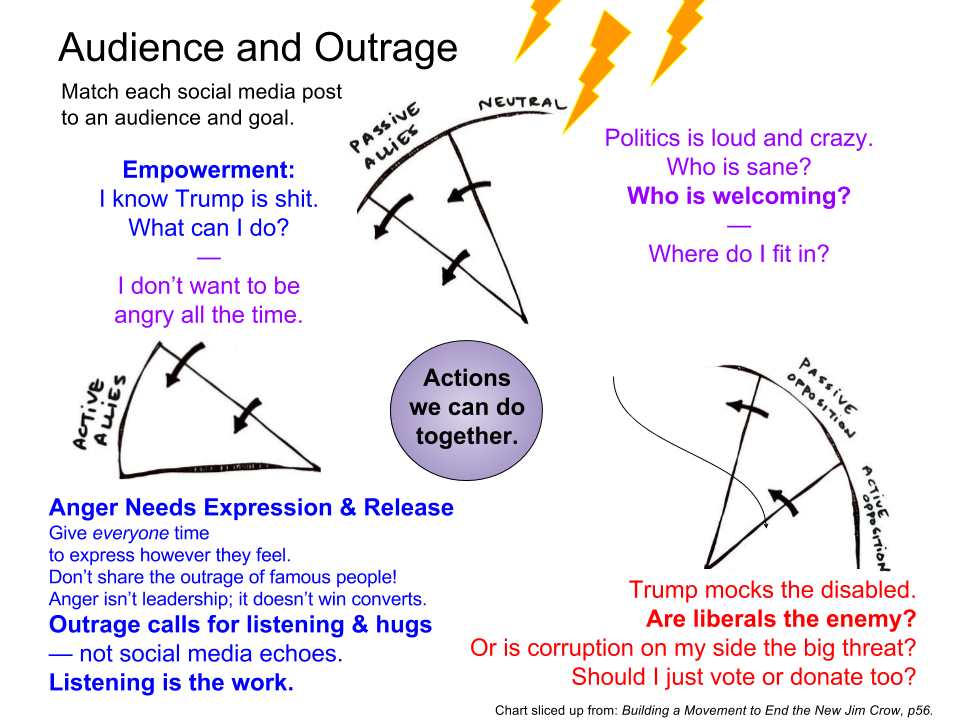 Audience and Outrage
Match each social media post
to an audience and goal.
PASSIVE
ALLIES
NEUTRAL
Empowerment:
I know Trump is shit.
What can I do?
—
I don’t want to be
angry all the time.
Politics is loud and crazy.
Who is sane?
Who is welcoming?
—
Where do I fit in?
ACTIVE
ALLIES
Actions
we can do
together.
PASSIVE
OPPOSITION
ACTIVE
OPPOSITION
Anger Needs Expression & Release
Give everyone time
to express however they feel.
Don’t share the outrage of famous people!
Anger isn’t leadership; it doesn’t win converts.
Outrage calls for listening & hugs
— not social media echoes.
Listening is the work.
Trump mocks the disabled.
Are liberals the enemy?
Or is corruption on my side the big threat?
Should I just vote or donate too?
Chart sliced up from: Building a Movement to End the New Jim Crow, p56.